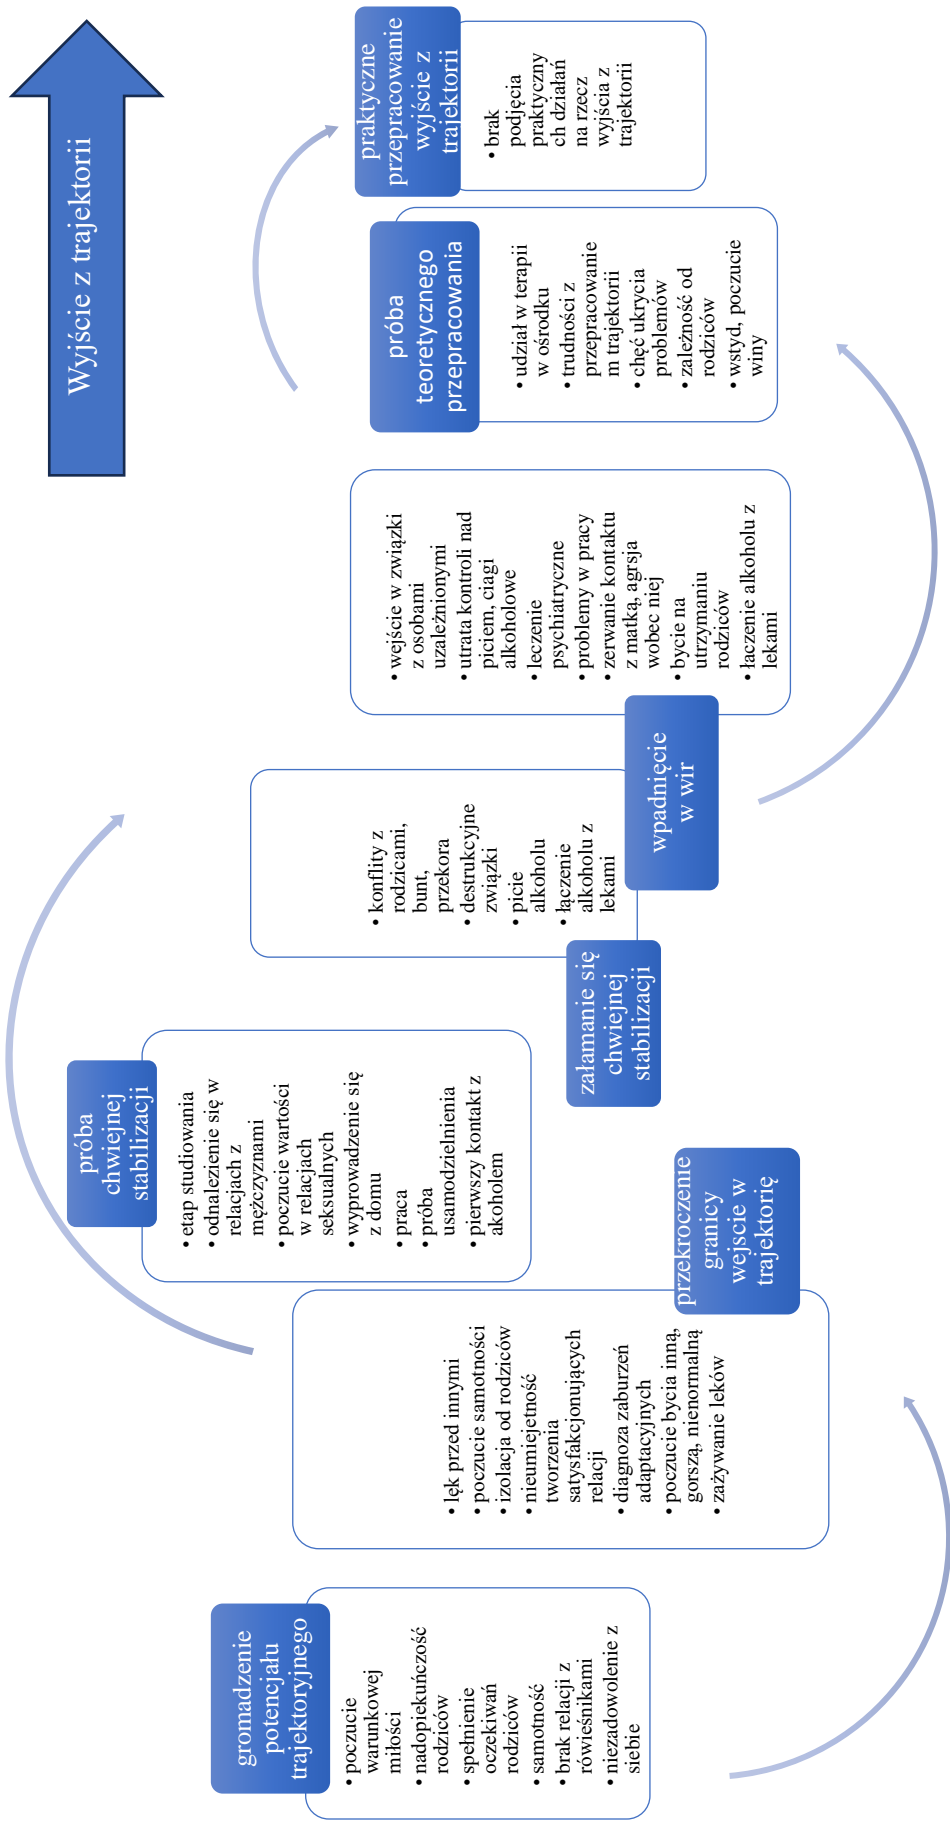 Wyjście z trajektorii
gromadzenie
potencjału
trajektoryjnego
• poczucie
warunkowej
miłości
• nadopiekuńczość
rodziców
• spełnienie
oczekiwań
rodziców
• samotność
• brak relacji z
rówieśnikami
• niezadowolenie z
siebie
• lęk przed innymi
• poczucie samotności
• izolacja od rodziców
• nieumiejetność
tworzenia
satysfakcjonujących
relacji
• diagnoza zaburzeń
adaptacyjnych
• poczucie bycia inną,
gorszą, nienormalną
• zażywanie leków
przekroczenie
granicy
wejście w
trajektorię
próba
chwiejnej
stabilizacji
• etap studiowania
• odnalezienie się w
relacjach z
mężczyznami
• poczucie wartości
w relacjach
seksualnych
• wyprowadzenie się
z domu
• praca
• próba
usamodzielnienia
• pierwszy kontakt z
akoholem
załamanie się
chwiejnej
stabilizacji
• konflity z
rodzicami,
bunt,
przekora
• destrukcyjne
związki
• picie
alkoholu
• łączenie
alkoholu z
lekami
wpadnięcie
w wir
• wejście w związki
z osobami
uzależnionymi
• utrata kontroli nad
piciem, ciagi
alkoholowe
• leczenie
psychiatryczne
• problemy w pracy
• zerwanie kontaktu
z matką, agrsja
wobec niej
• bycie na
utrzymaniu
rodziców
• łaczenie alkoholu z
lekami
próba
teoretycznego
przepracowania
• udział w terapii
w ośrodku
• trudności z
przepracowanie
m trajektorii
• chęć ukrycia
problemów
• zależność od
rodziców
• wstyd, poczucie
winy
praktyczne
przepracowanie
wyjście z
trajektorii
• brak
podjęcia
praktyczny
ch działań
na rzecz
wyjścia z
trajektorii